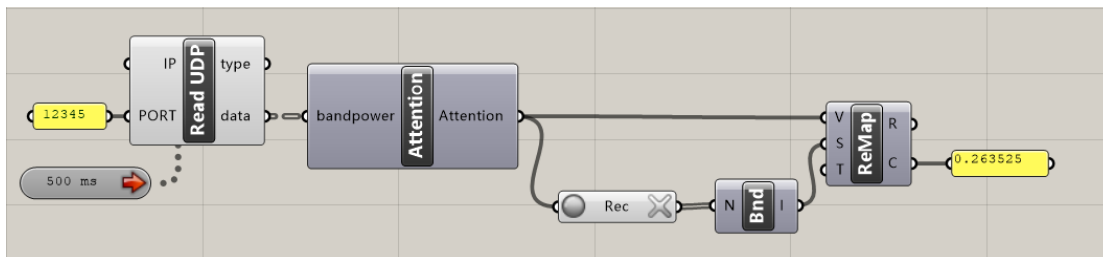 IP
type
12345
PORT
Read UDP
data
500 ms
bandpower
Attention
Attention
Rec
N
Bnd
I
V
S
T
ReMap
R
C
0.263525